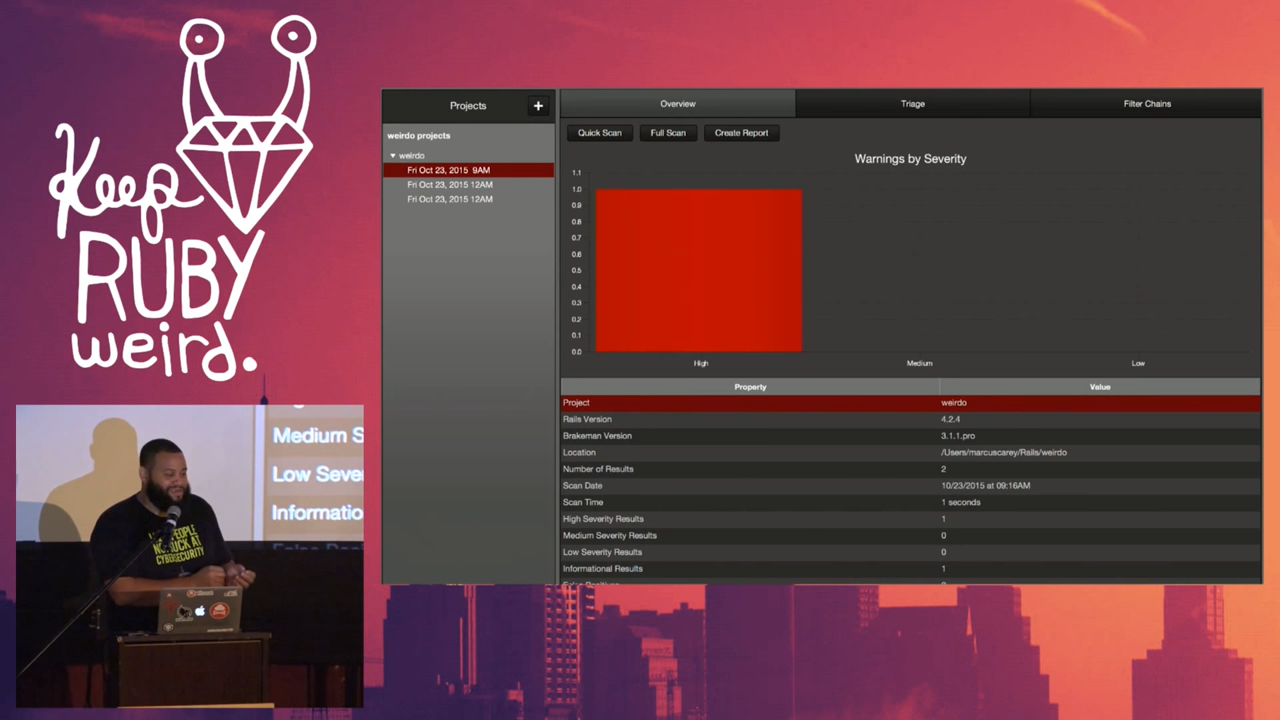 Keep
RUBY
weird.
Projects
+
Overview
Triage
Filter Chains
weirdo projects
weirdo
Fri Oct 23, 2015 9AM
Fri Oct 23, 2015 12AM
Fri Oct 23, 2015 12AM
Quick Scan
Full Scan
Create Report
Warnings by Severity
1.1
1.0
0.9
0.8
0.7
0.6
0.5
0.4
0.3
0.2
0.1
0.0
High
Medium
Low
Property Value
Project weirdo
Rails Version 4.2.4
Brakeman Version 3.1.1.pro
Location /Users/marcuscarey/Rails/weirdo
Number of Results 2
Scan Date 10/23/2015 at 09:16AM
Scan Time 1 seconds
High Severity Results 1
Medium Severity Results 0
Low Severity Results 0
Informational Results 1
Medium S
Low Seve
Informatio
PEOPLE
SUCK AT
CYBERSECURITY